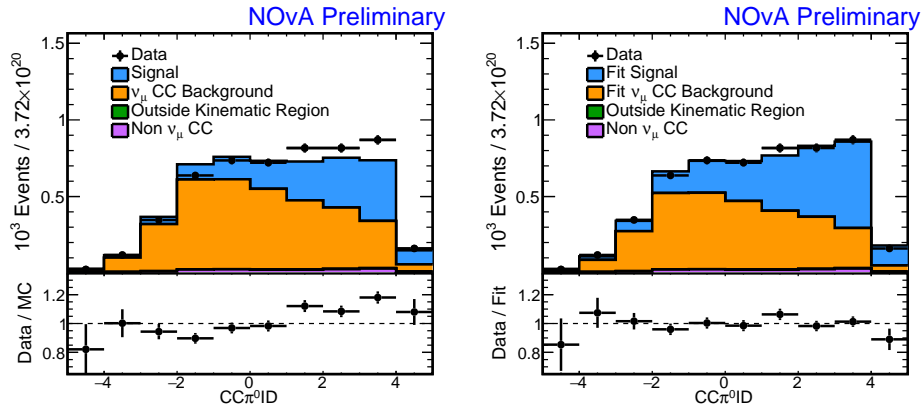 NOvA Preliminary
10³ Events / 3.72×10²⁰
1.5
1
0.5
Data
Signal
νμ CC Background
Outside Kinematic Region
Non νμ CC
Data / MC
1.2
1
0.8
−4 −2 0 2 4
CCπ⁰ID
NOvA Preliminary
10³ Events / 3.72×10²⁰
1.5
1
0.5
Data
Fit Signal
Fit νμ CC Background
Outside Kinematic Region
Non νμ CC
Data / Fit
1.2
1
0.8
−4 −2 0 2 4
CCπ⁰ID